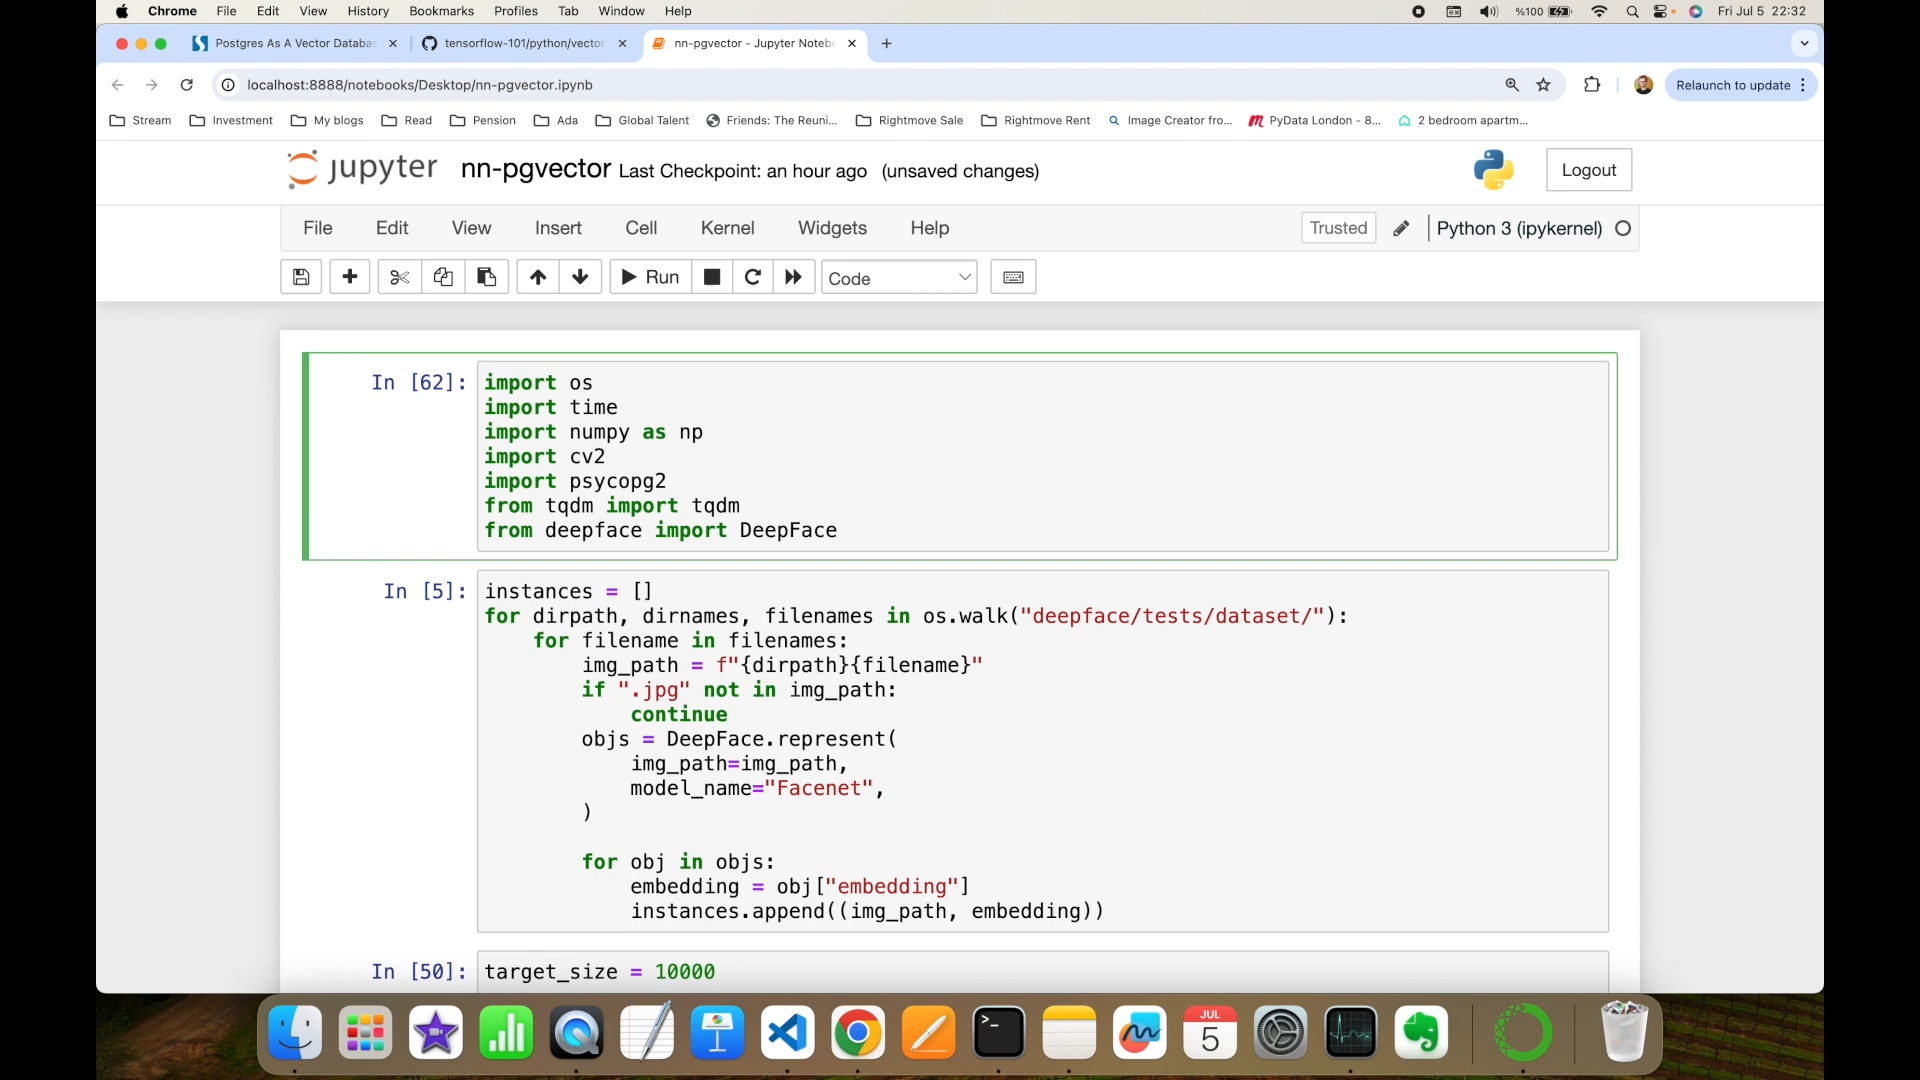 Chrome File Edit View History Bookmarks Profiles Tab Window Help %100 Fri Jul 5 22:32
Postgres As A Vector Databas tensorflow-101/python/vector nn-pgvector - Jupyter Noteb
localhost:8888/notebooks/Desktop/nn-pgvector.ipynb Relaunch to update
Stream Investment My blogs Read Pension Ada Global Talent Friends: The Reuni... Rightmove Sale Rightmove Rent Image Creator fro... PyData London - 8... 2 bedroom apartm...
jupyter nn-pgvector Last Checkpoint: an hour ago (unsaved changes) Logout
File Edit View Insert Cell Kernel Widgets Help Trusted Python 3 (ipykernel)
Run Code
In [62]: import os
import time
import numpy as np
import cv2
import psycopg2
from tqdm import tqdm
from deepface import DeepFace
In [5]: instances = []
for dirpath, dirnames, filenames in os.walk("deepface/tests/dataset/"):
for filename in filenames:
img_path = f"{dirpath}{filename}"
if ".jpg" not in img_path:
continue
objs = DeepFace.represent(
img_path=img_path,
model_name="Facenet",
)
for obj in objs:
embedding = obj["embedding"]
instances.append((img_path, embedding))
In [50]: target_size = 10000
JUL
5